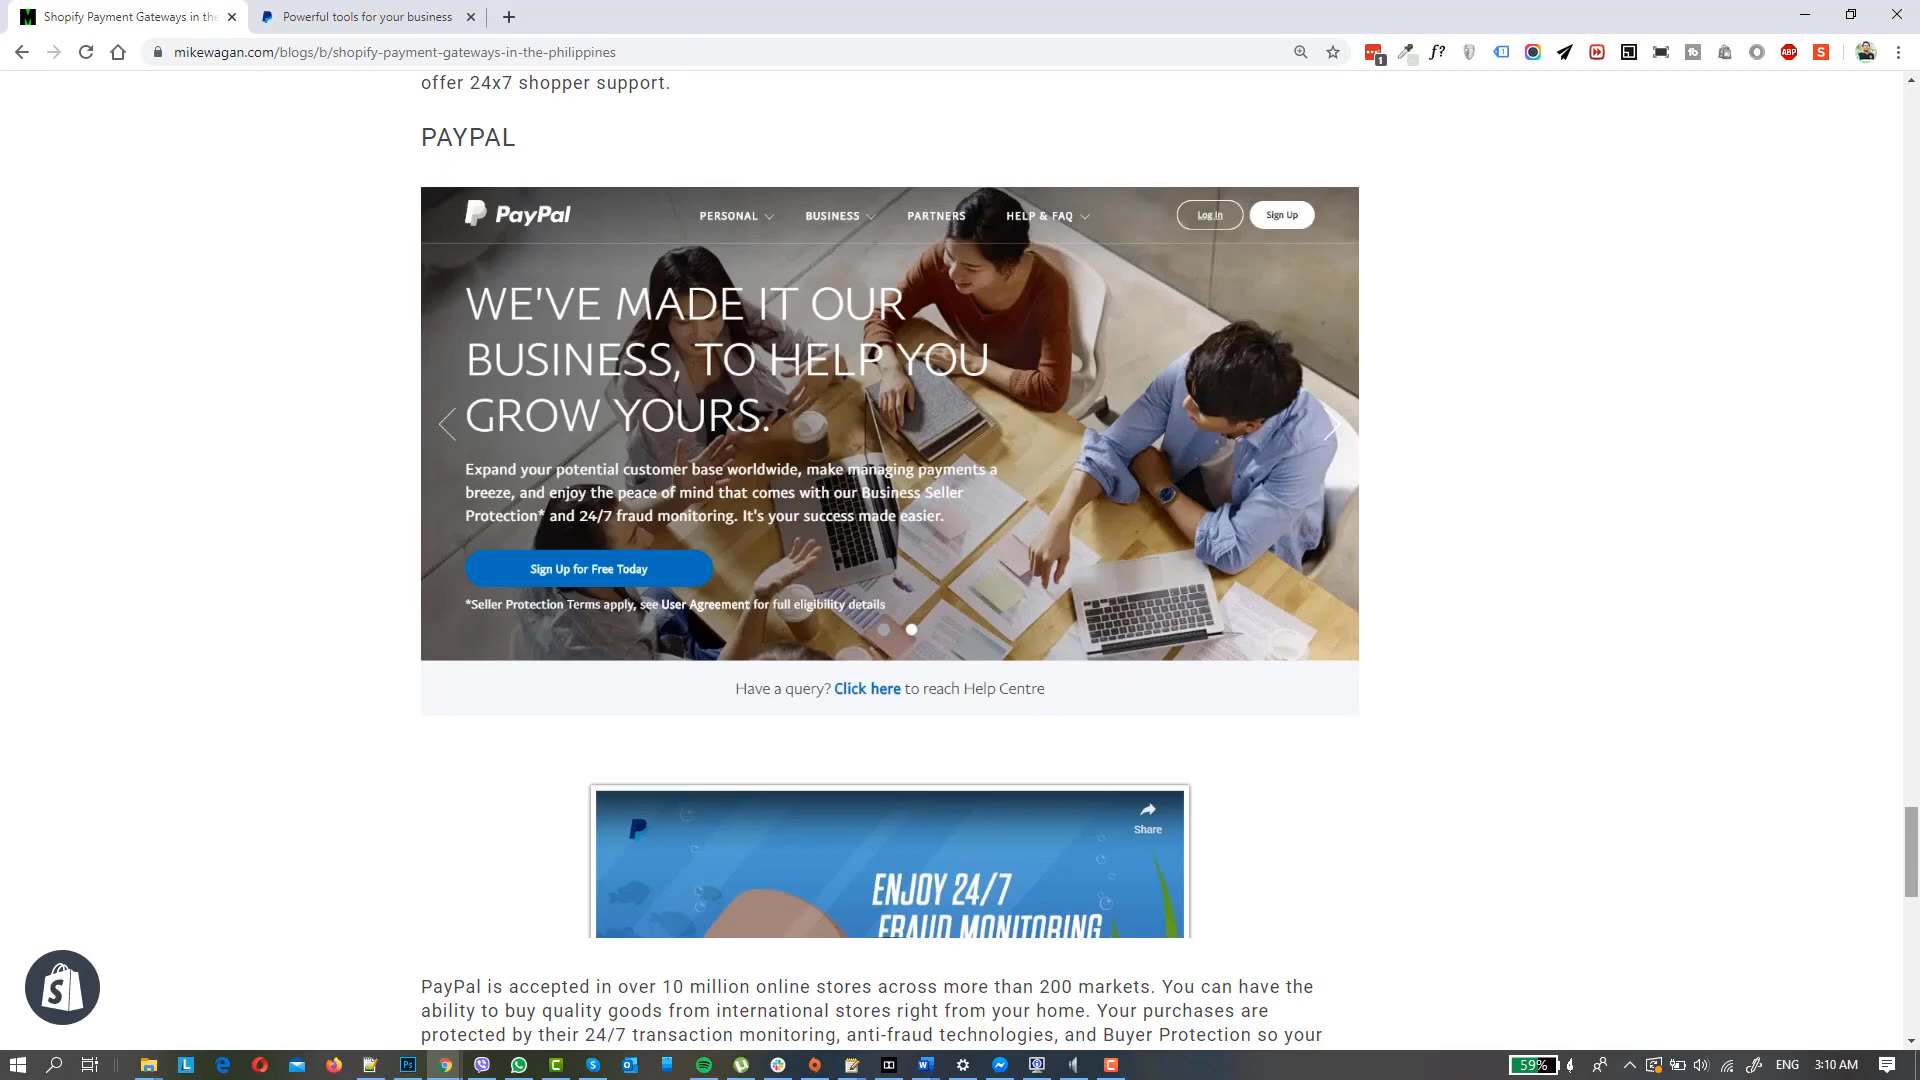 Shopify Payment Gateways in the
Powerful tools for your business
mikewagan.com/blogs/b/shopify-payment-gateways-in-the-philippines
1
f?
ABP
S
offer 24x7 shopper support.
PAYPAL
PayPal
PERSONAL
BUSINESS
PARTNERS
HELP & FAQ
Log In
Sign Up
WE'VE MADE IT OUR
BUSINESS, TO HELP YOU
GROW YOURS.
Expand your potential customer base worldwide, make managing payments a
breeze, and enjoy the peace of mind that comes with our Business Seller
Protection* and 24/7 fraud monitoring. It's your success made easier.
Sign Up for Free Today
*Seller Protection Terms apply, see User Agreement for full eligibility details
Have a query? Click here to reach Help Centre
Share
ENJOY 24/7
FRAUD MONITORING
PayPal is accepted in over 10 million online stores across more than 200 markets. You can have the
ability to buy quality goods from international stores right from your home. Your purchases are
protected by their 24/7 transaction monitoring, anti-fraud technologies, and Buyer Protection so your
59%
ENG
3:10 AM